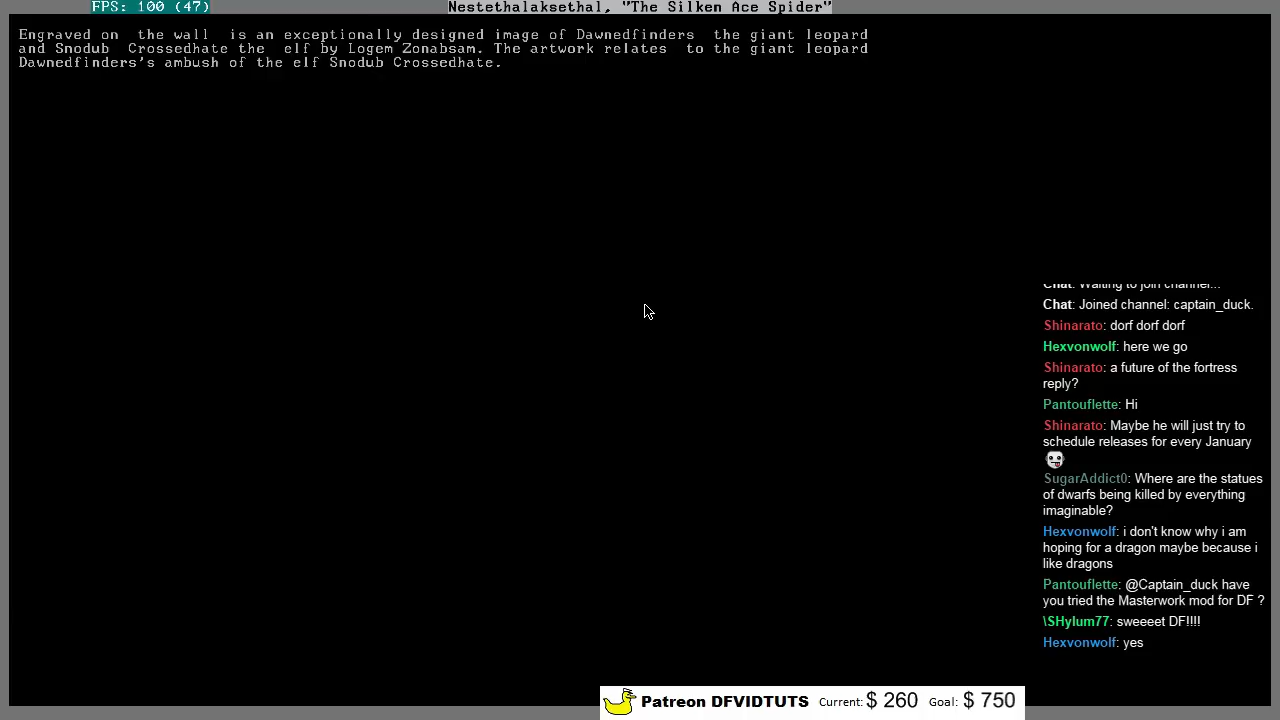 FPS: 100 (47)
Nestethalaksethal, "The Silken Ace Spider"
Engraved on the wall is an exceptionally designed image of Dawnedfinders the giant leopard
and Snodub Crossedhate the elf by Logem Zonabsam. The artwork relates to the giant leopard
Dawnedfinders's ambush of the elf Snodub Crossedhate.
Chat: Waiting to join channel...
Chat: Joined channel: captain_duck.
Shinarato: dorf dorf dorf
Hexvonwolf: here we go
Shinarato: a future of the fortress
reply?
Pantouflette: Hi
Shinarato: Maybe he will just try to
schedule releases for every January
SugarAddict0: Where are the statues
of dwarfs being killed by everything
imaginable?
Hexvonwolf: i don't know why i am
hoping for a dragon maybe because i
like dragons
Pantouflette: @Captain_duck have
you tried the Masterwork mod for DF ?
\SHylum77: sweeeet DF!!!!
Hexvonwolf: yes
Patreon DFVIDTUTS Current: $ 260 Goal: $ 750